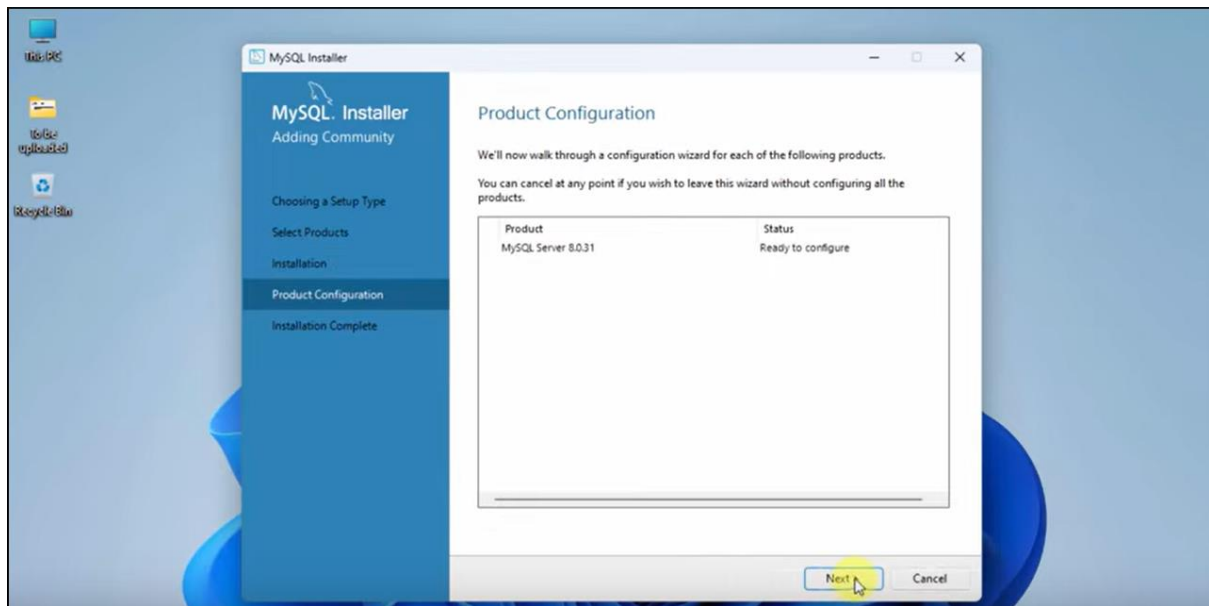 This PC
To be
uploaded
Recycle Bin
MySQL Installer
MySQL. Installer
Adding Community
Choosing a Setup Type
Select Products
Installation
Product Configuration
Installation Complete
Product Configuration
We'll now walk through a configuration wizard for each of the following products.
You can cancel at any point if you wish to leave this wizard without configuring all the
products.
Product Status
MySQL Server 8.0.31 Ready to configure
Next
Cancel